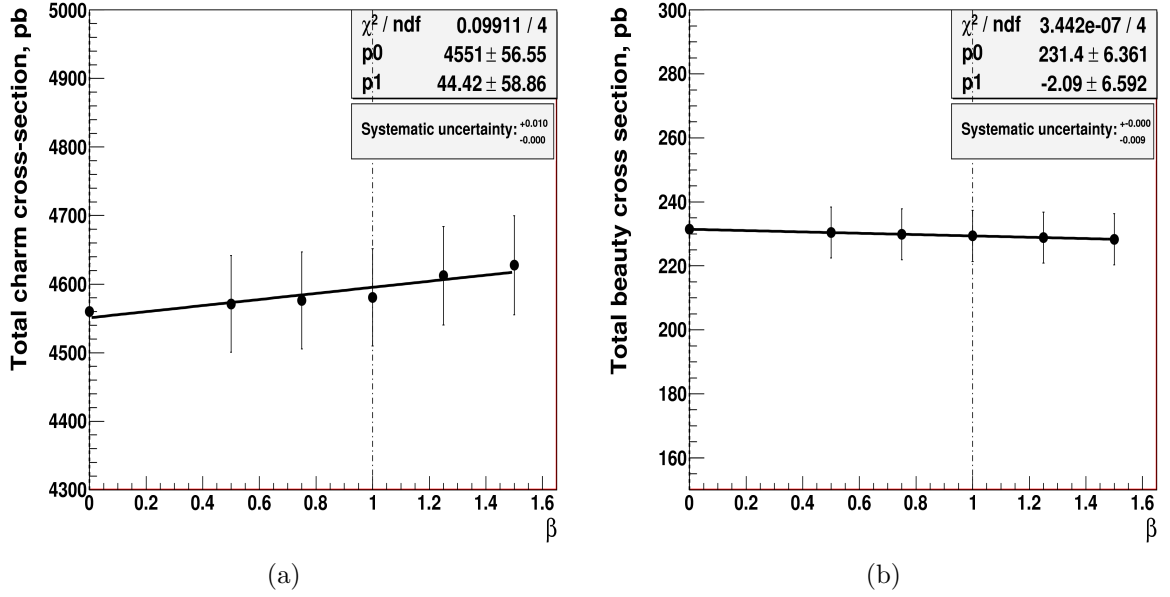 Total charm cross-section, pb
5000
4900
4800
4700
4600
4500
4400
4300
0 0.2 0.4 0.6 0.8 1 1.2 1.4 1.6
β
χ² / ndf 0.09911 / 4
p0 4551 ± 56.55
p1 44.42 ± 58.86
Systematic uncertainty: +0.010
-0.000
(a)
Total beauty cross section, pb
300
280
260
240
220
200
180
160
0 0.2 0.4 0.6 0.8 1 1.2 1.4 1.6
β
χ² / ndf 3.442e-07 / 4
p0 231.4 ± 6.361
p1 -2.09 ± 6.592
Systematic uncertainty: +-0.000
-0.009
(b)